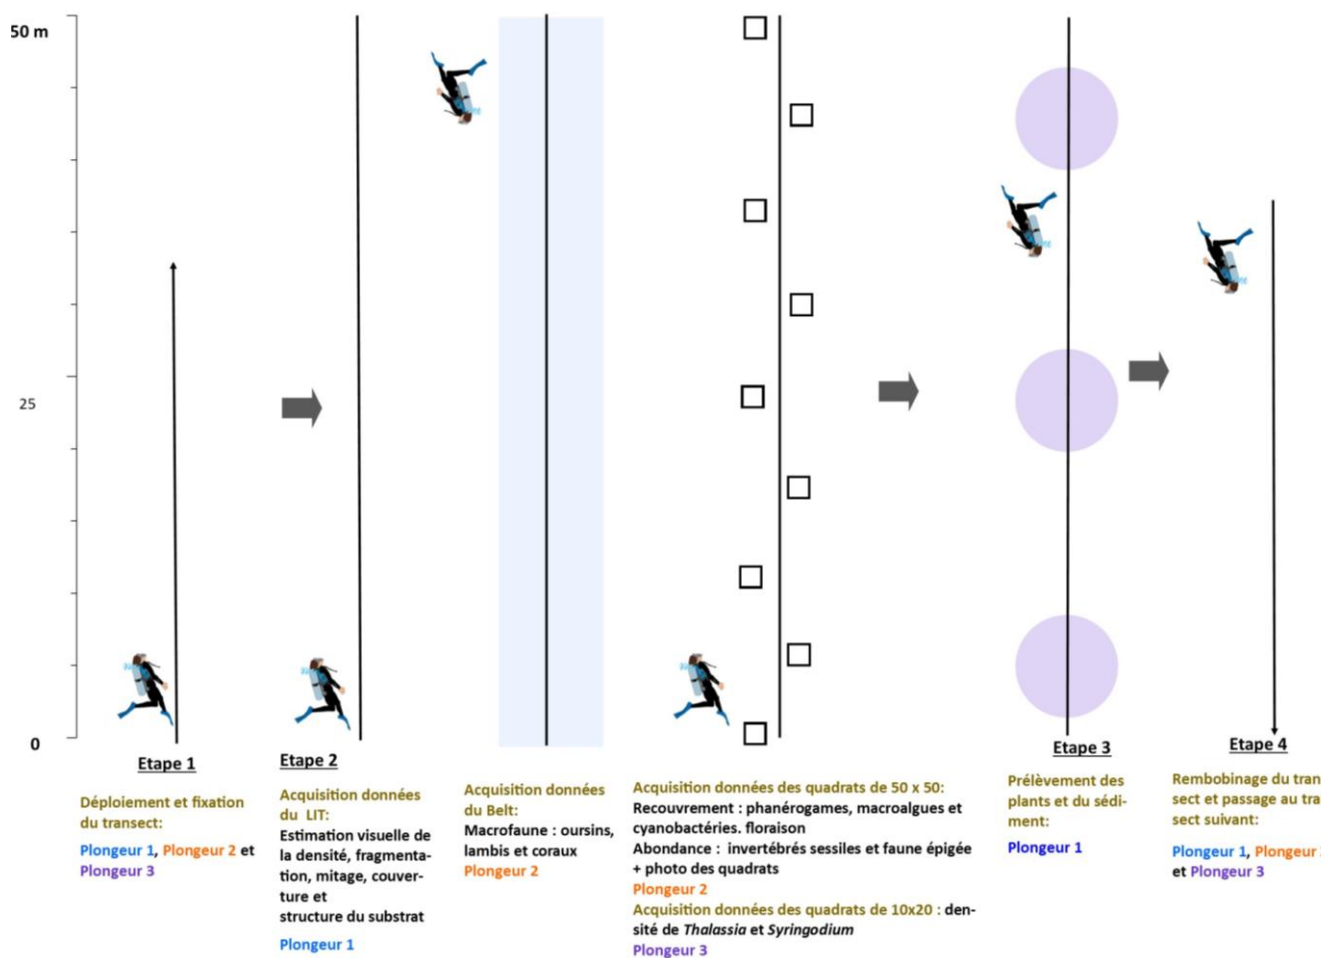 50 m
25
0
Etape 1
Déploiement et fixation
du transect:
Plongeur 1, Plongeur 2 et
Plongeur 3
Etape 2
Acquisition données
du LIT:
Estimation visuelle de
la densité, fragmenta-
tion, mitage, couver-
ture et
structure du substrat
Plongeur 1
Acquisition données
du Belt:
Macrofaune : oursins,
lambis et coraux
Plongeur 2
Acquisition données des quadrats de 50 x 50:
Recouvrement : phanérogames, macroalgues et
cyanobactéries. floraison
Abondance : invertébrés sessiles et faune épigée
+ photo des quadrats
Plongeur 2
Acquisition données des quadrats de 10x20 : den-
sité de Thalassia et Syringodium
Plongeur 3
Etape 3
Prélèvement des
plants et du sédi-
ment:
Plongeur 1
Etape 4
Rembobinage du tran
sect et passage au tra
sect suivant:
Plongeur 1, Plongeur
et Plongeur 3